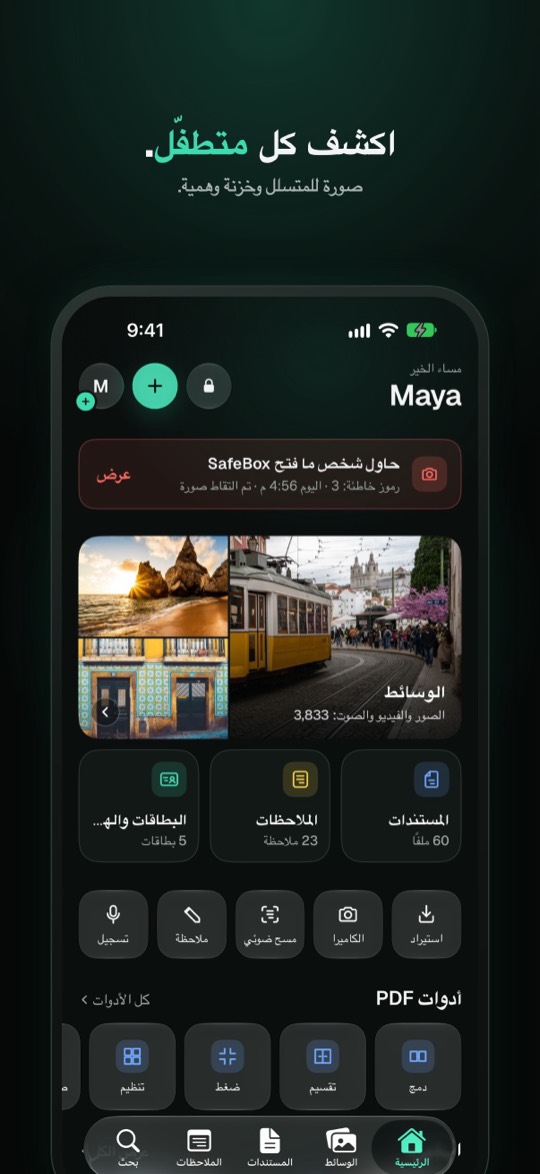 اكشف كل متطفّل.
صورة للمتسلل وخزنة وهمية.
9:41
مساء الخير
Maya
M
حاول شخص ما فتح SafeBox
رموز خاطئة: 3 · اليوم 4:56 م · تم التقاط صورة
عرض
الوسائط
الصور والفيديو والصوت: 3,833
المستندات
60 ملفًا
الملاحظات
23 ملاحظة
البطاقات واله...
5 بطاقات
استيراد
الكاميرا
مسح ضوئي
ملاحظة
تسجيل
أدوات PDF
كل الأدوات
دمج
تقسيم
ضغط
تنظيم
الرئيسية
الوسائط
المستندات
الملاحظات
بحث